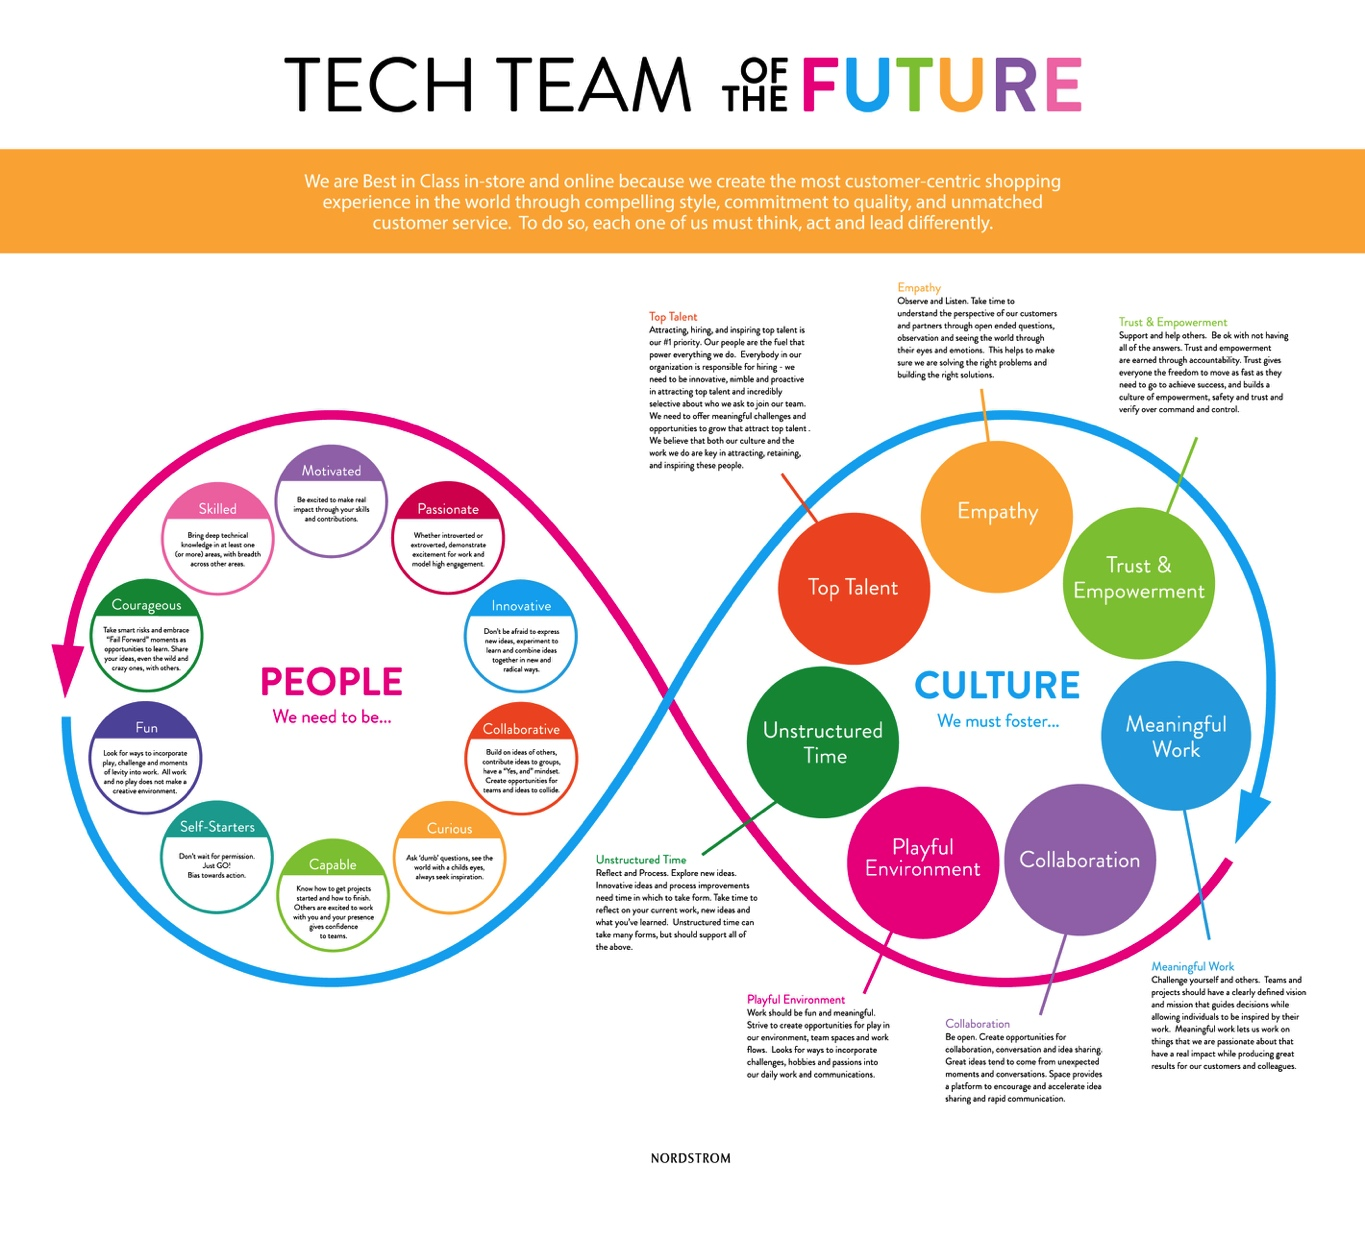 TECH TEAM OF THE FUTURE
We are Best in Class in-store and online because we create the most customer-centric shopping
experience in the world through compelling style, commitment to quality, and unmatched
customer service.  To do so, each one of us must think, act and lead differently.
PEOPLE
We need to be...
Motivated
Be excited to make real
impact through your skills
and contributions.
Passionate
Whether introverted or
extroverted, demonstrate
excitement for work and
model high engagement.
Innovative
Don't be afraid to express
new ideas, experiment to
learn and combine ideas
together in new and
radical ways.
Collaborative
Build on ideas of others,
contribute ideas to groups,
have a "Yes, and" mindset.
Create opportunities for
teams and ideas to collide.
Curious
Ask 'dumb' questions, see the
world with a childs eyes,
always seek inspiration.
Capable
Know how to get projects
started and how to finish.
Others are excited to work
with you and your presence
gives confidence
to teams.
Self-Starters
Don't wait for permission.
Just GO!
Bias towards action.
Fun
Look for ways to incorporate
play, challenge and moments
of levity into work.  All work
and no play does not make a
creative environment.
Courageous
Take smart risks and embrace
"Fail Forward" moments as
opportunities to learn. Share
your ideas, even the wild and
crazy ones, with others.
Skilled
Bring deep technical
knowledge in at least one
(or more) areas, with breadth
across other areas.
CULTURE
We must foster...
Top Talent
Empathy
Trust &
Empowerment
Meaningful
Work
Collaboration
Playful
Environment
Unstructured
Time
Top Talent
Attracting, hiring, and inspiring top talent is
our #1 priority. Our people are the fuel that
power everything we do.  Everybody in our
organization is responsible for hiring - we
need to be innovative, nimble and proactive
in attracting top talent and incredibly
selective about who we ask to join our team.
We need to offer meaningful challenges and
opportunities to grow that attract top talent .
We believe that both our culture and the
work we do are key in attracting, retaining,
and inspiring these people.
Empathy
Observe and Listen. Take time to
understand the perspective of our customers
and partners through open ended questions,
observation and seeing the world through
their eyes and emotions.  This helps to make
sure we are solving the right problems and
building the right solutions.
Trust & Empowerment
Support and help others.  Be ok with not having
all of the answers. Trust and empowerment
are earned through accountability. Trust gives
everyone the freedom to move as fast as they
need to go to achieve success, and builds a
culture of empowerment, safety and trust and
verify over command and control.
Unstructured Time
Reflect and Process. Explore new ideas.
Innovative ideas and process improvements
need time in which to take form. Take time to
reflect on your current work, new ideas and
what you've learned.  Unstructured time can
take many forms, but should support all of
the above.
Playful Environment
Work should be fun and meaningful.
Strive to create opportunities for play in
our environment, team spaces and work
flows.  Looks for ways to incorporate
challenges, hobbies and passions into
our daily work and communications.
Collaboration
Be open. Create opportunities for
collaboration, conversation and idea sharing.
Great ideas tend to come from unexpected
moments and conversations. Space provides
a platform to encourage and accelerate idea
sharing and rapid communication.
Meaningful Work
Challenge yourself and others.  Teams and
projects should have a clearly defined vision
and mission that guides decisions while
allowing individuals to be inspired by their
work.  Meaningful work lets us work on
things that we are passionate about that
have a real impact while producing great
results for our customers and colleagues.
NORDSTROM